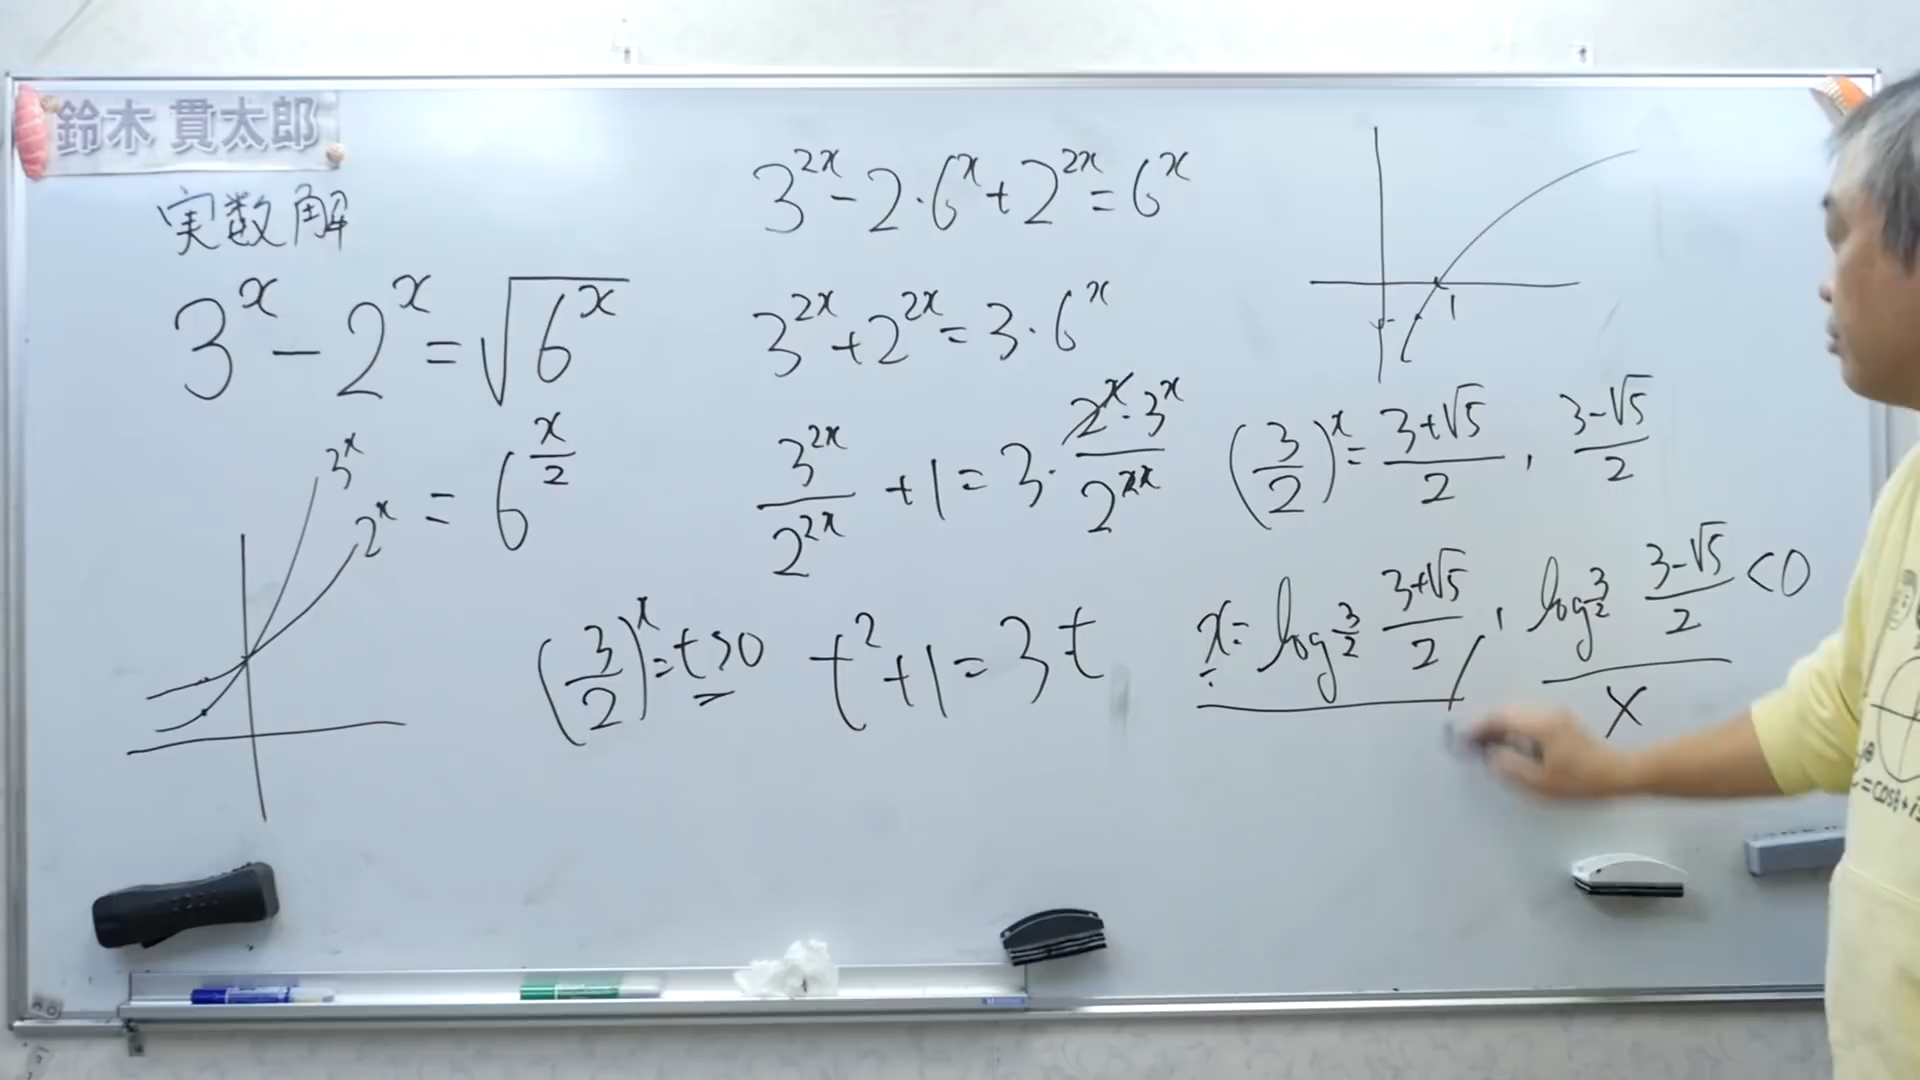 鈴木 貫太郎
実数解
3^x - 2^x = √(6^x)
= 6^(x/2)
3^x
2^x
3^(2x) - 2・6^x + 2^(2x) = 6^x
3^(2x) + 2^(2x) = 3・6^x
3^(2x)/2^(2x) + 1 = 3・(2^x・3^x)/2^(2x)
(3/2)^x = t > 0
t^2 + 1 = 3t
1
(3/2)^x = (3+√5)/2 , (3-√5)/2
x = log_(3/2) (3+√5)/2 , log_(3/2) (3-√5)/2 < 0
×
= cosθ + i